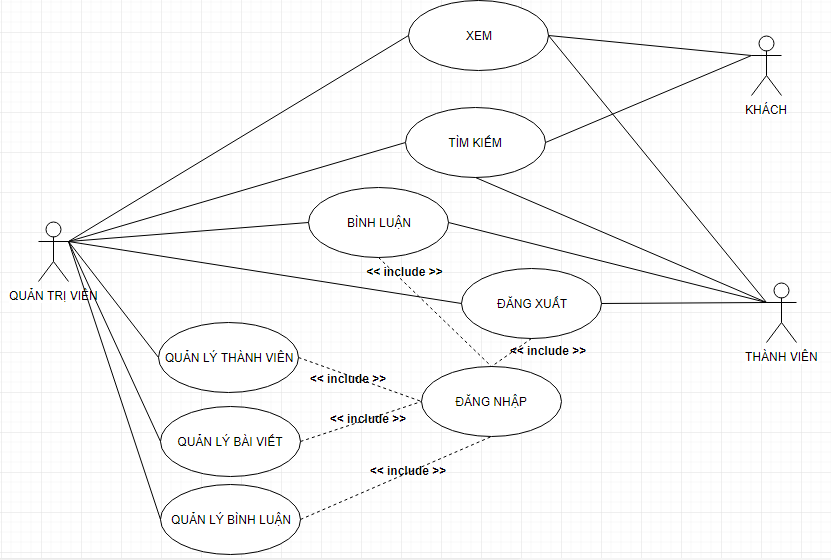 XEM
KHÁCH
TÌM KIẾM
BÌNH LUẬN
QUẢN TRỊ VIÊN
<< include >>
ĐĂNG XUẤT
THÀNH VIÊN
<< include >>
QUẢN LÝ THÀNH VIÊN
<< include >>
ĐĂNG NHẬP
<< include >>
QUẢN LÝ BÀI VIẾT
<< include >>
QUẢN LÝ BÌNH LUẬN